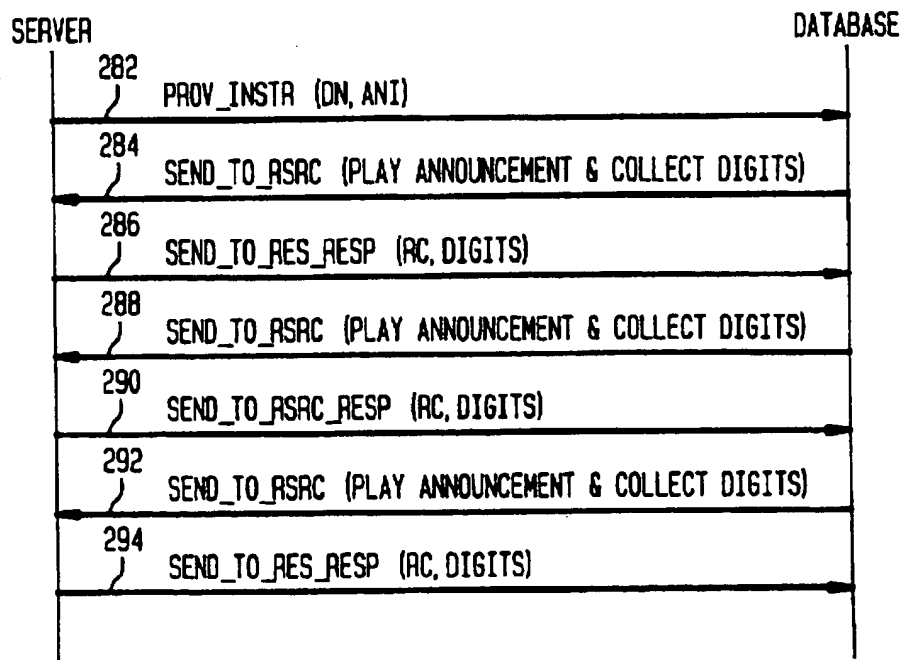 SERVER DATABASE
282
PROV_INSTR (DN, ANI)
284
SEND_TO_RSRC (PLAY ANNOUNCEMENT & COLLECT DIGITS)
286
SEND_TO_RES_RESP (RC, DIGITS)
288
SEND_TO_RSRC (PLAY ANNOUNCEMENT & COLLECT DIGITS)
290
SEND_TO_RSRC_RESP (RC, DIGITS)
292
SEND_TO_RSRC (PLAY ANNOUNCEMENT & COLLECT DIGITS)
294
SEND_TO_RES_RESP (RC, DIGITS)